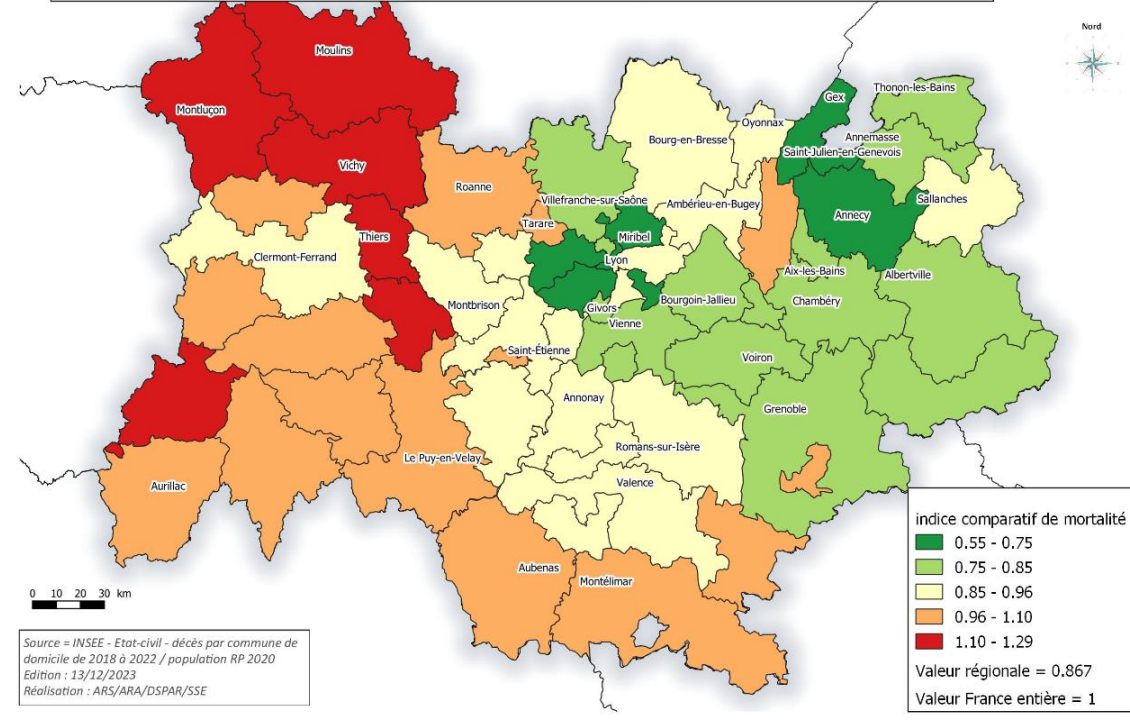 Nord
Moulins
Gex
Thonon-les-Bains
Montluçon
Oyonnax
Annemasse
Bourg-en-Bresse
Saint-Julien-en-Genevois
Vichy
Roanne
Villefranche-sur-Saône
Ambérieu-en-Bugey
Sallanches
Annecy
Tarare
Thiers
Miribel
Clermont-Ferrand
Lyon
Aix-les-Bains
Albertville
Montbrison
Givors
Bourgoin-Jallieu
Chambéry
Vienne
Saint-Étienne
Voiron
Annonay
Grenoble
Romans-sur-Isère
Le Puy-en-Velay
Aurillac
Valence
Aubenas
Montélimar
0 10 20 30 km
Source = INSEE - Etat-civil - décès par commune de
domicile de 2018 à 2022 / population RP 2020
Edition : 13/12/2023
Réalisation : ARS/ARA/DSPAR/SSE
indice comparatif de mortalité
0.55 - 0.75
0.75 - 0.85
0.85 - 0.96
0.96 - 1.10
1.10 - 1.29
Valeur régionale = 0.867
Valeur France entière = 1